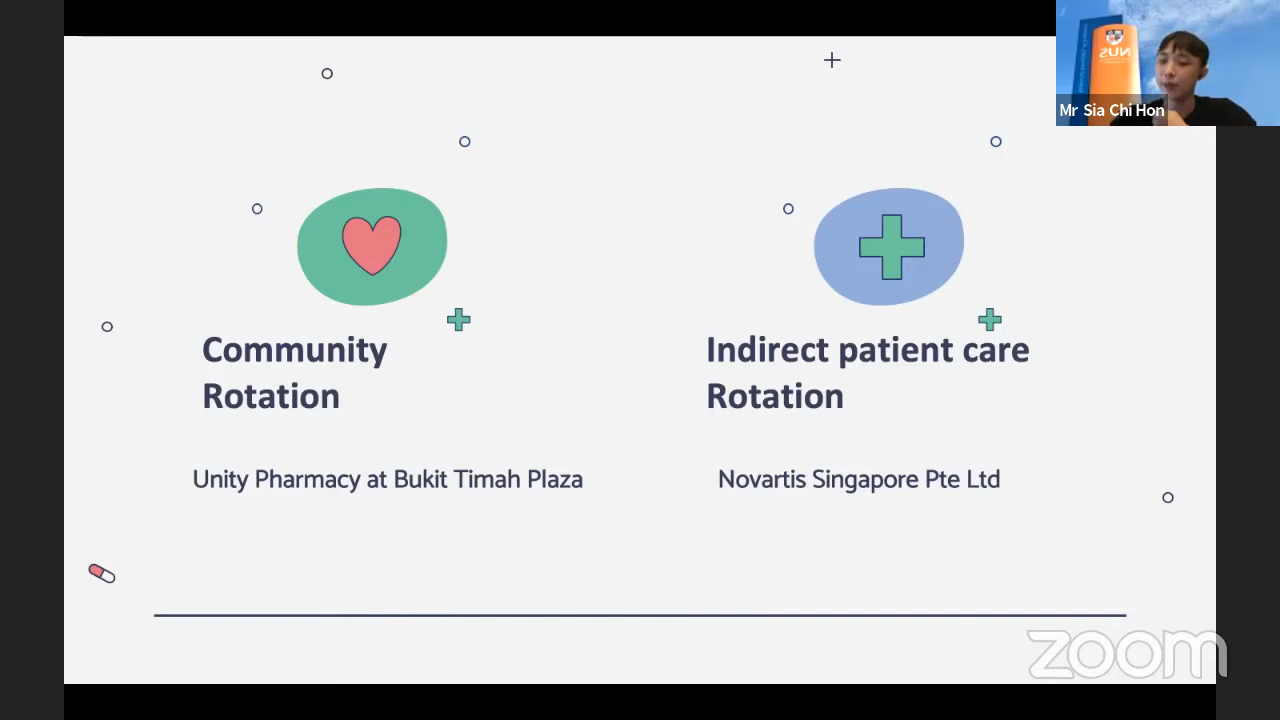 Mr Sia Chi Hon
NUS
Community
Rotation
Indirect patient care
Rotation
Unity Pharmacy at Bukit Timah Plaza
Novartis Singapore Pte Ltd
zoom